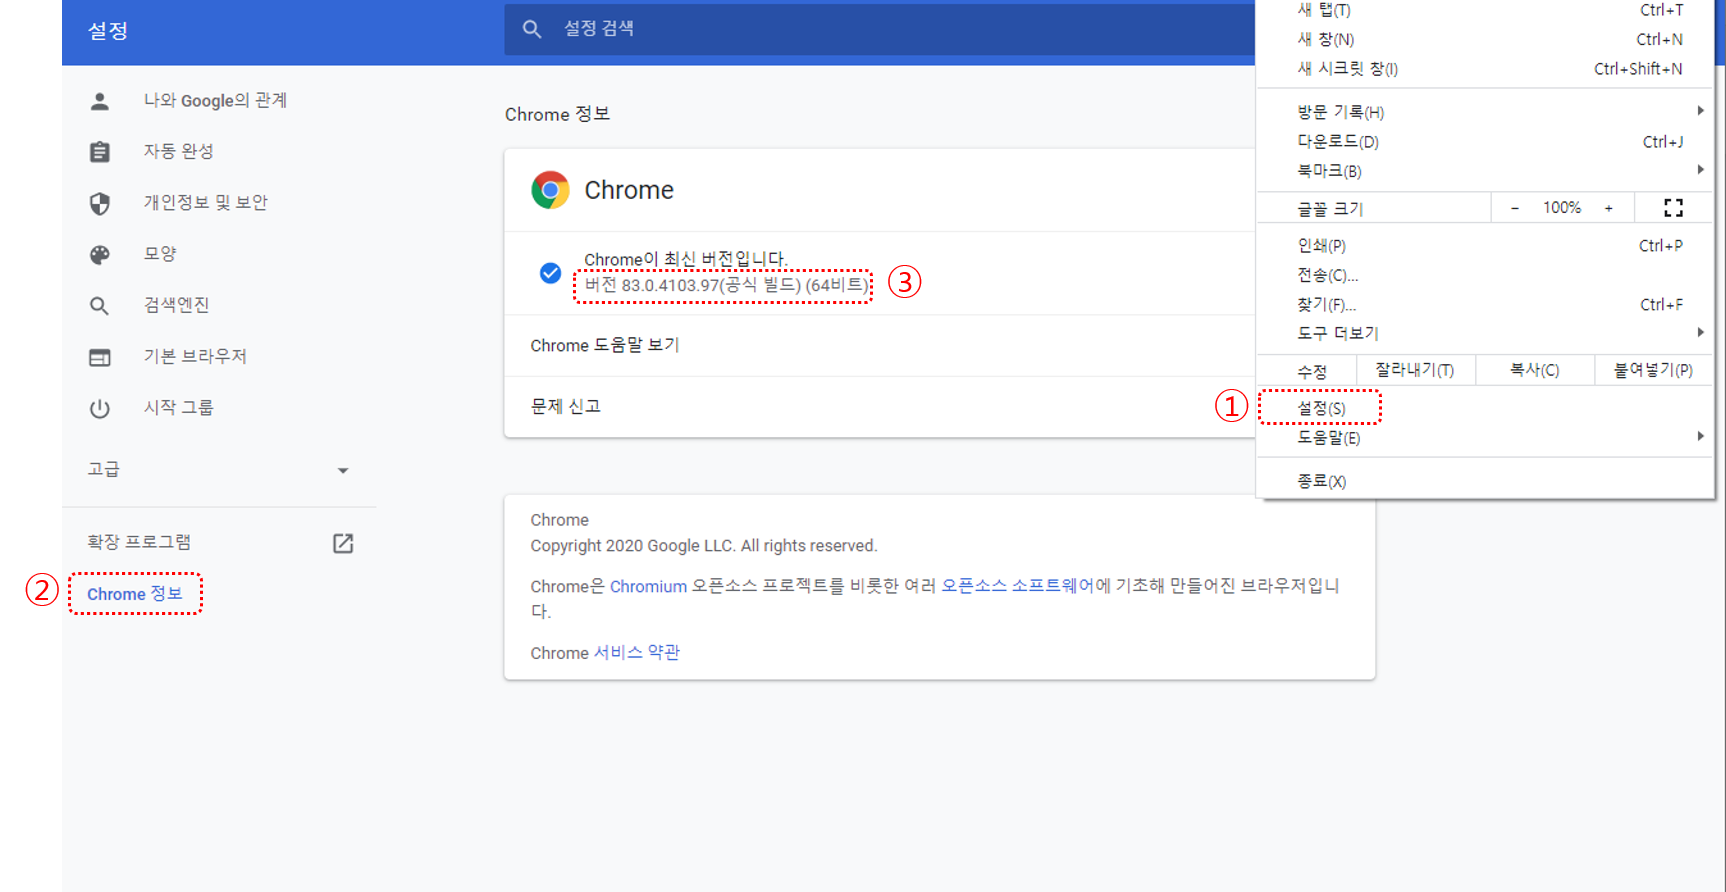 설정
설정 검색
나와 Google의 관계
자동 완성
개인정보 및 보안
모양
검색엔진
기본 브라우저
시작 그룹
고급
확장 프로그램
② Chrome 정보
Chrome 정보
Chrome
Chrome이 최신 버전입니다.
버전 83.0.4103.97(공식 빌드) (64비트) ③
Chrome 도움말 보기
문제 신고
Chrome
Copyright 2020 Google LLC. All rights reserved.
Chrome은 Chromium 오픈소스 프로젝트를 비롯한 여러 오픈소스 소프트웨어에 기초해 만들어진 브라우저입니
다.
Chrome 서비스 약관
새 탭(T) Ctrl+T
새 창(N) Ctrl+N
새 시크릿 창(I) Ctrl+Shift+N
방문 기록(H)
다운로드(D) Ctrl+J
북마크(B)
글꼴 크기 - 100% +
인쇄(P) Ctrl+P
전송(C)...
찾기(F)... Ctrl+F
도구 더보기
수정 잘라내기(T) 복사(C) 붙여넣기(P)
① 설정(S)
도움말(E)
종료(X)